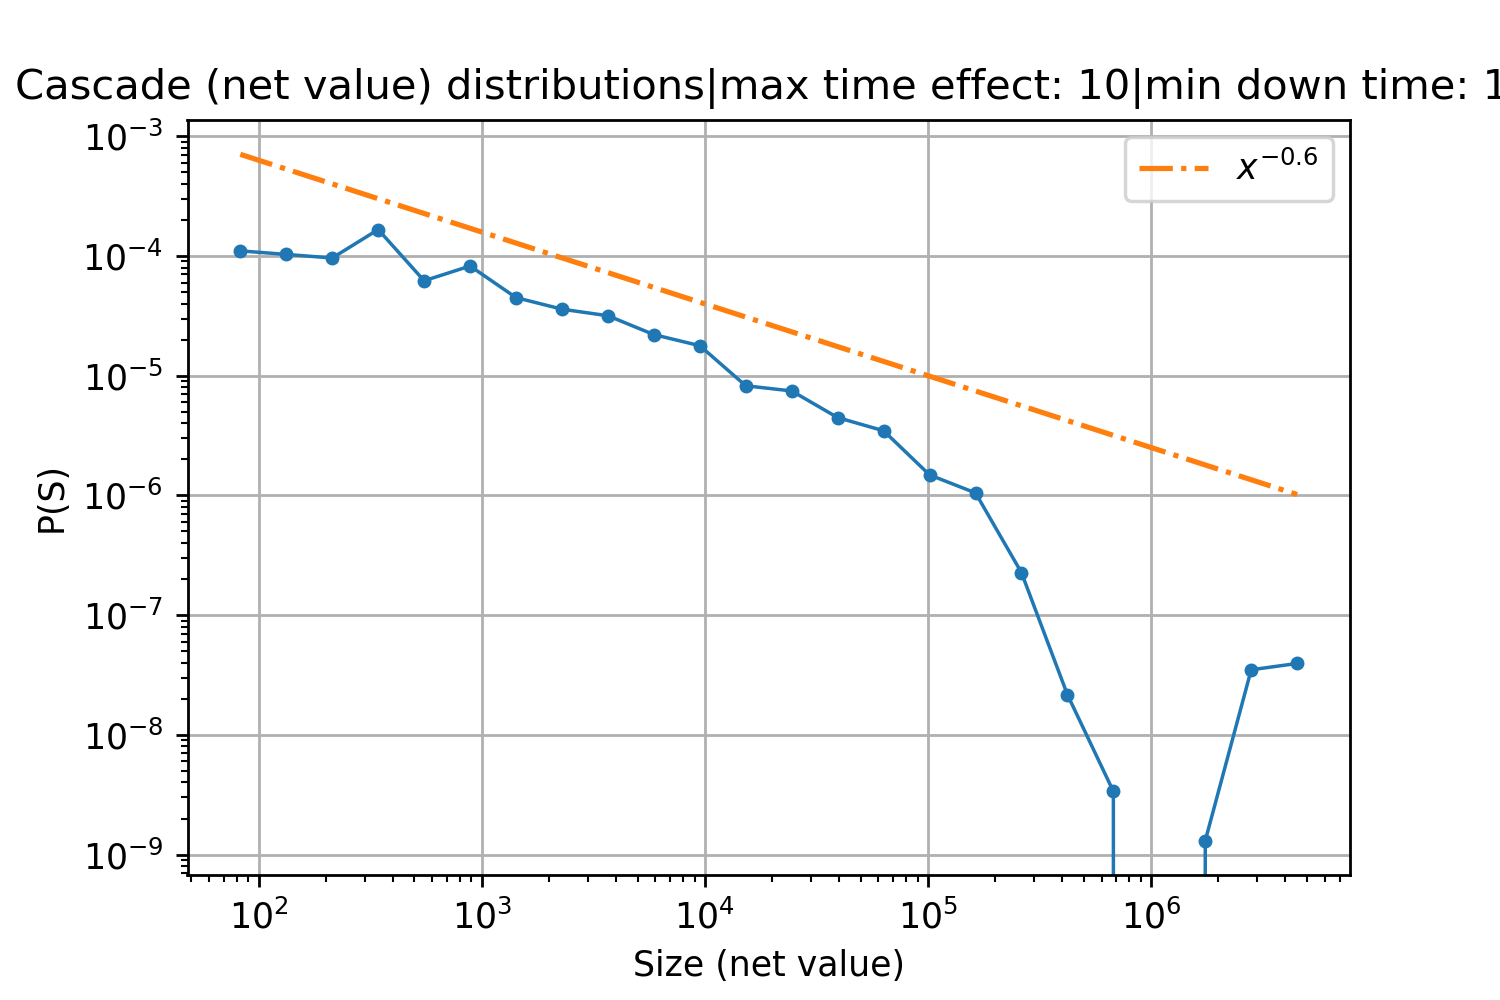 Cascade (net value) distributions|max time effect: 10|min down time: 1
x^{-0.6}
10^{-3}
10^{-4}
10^{-5}
10^{-6}
10^{-7}
10^{-8}
10^{-9}
P(S)
10^{2} 10^{3} 10^{4} 10^{5} 10^{6}
Size (net value)